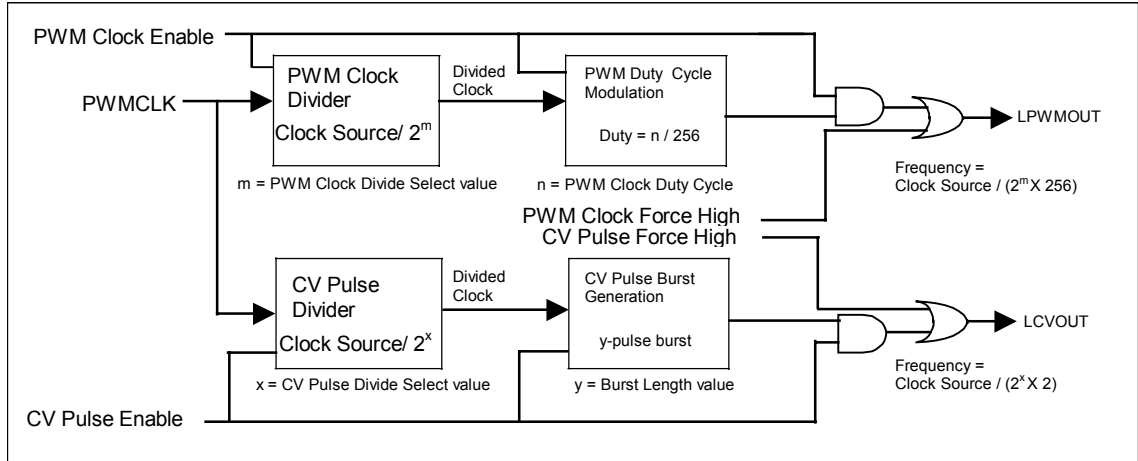 PWM Clock Enable
PWMCLK
PWM Clock
Divider
Clock Source/ 2^m
Divided
Clock
PWM Duty Cycle
Modulation
Duty = n / 256
LPWMOUT
m = PWM Clock Divide Select value
n = PWM Clock Duty Cycle
Frequency =
Clock Source / (2^m X 256)
PWM Clock Force High
CV Pulse Force High
CV Pulse
Divider
Clock Source/ 2^x
Divided
Clock
CV Pulse Burst
Generation
y-pulse burst
LCVOUT
x = CV Pulse Divide Select value
y = Burst Length value
Frequency =
Clock Source / (2^x X 2)
CV Pulse Enable